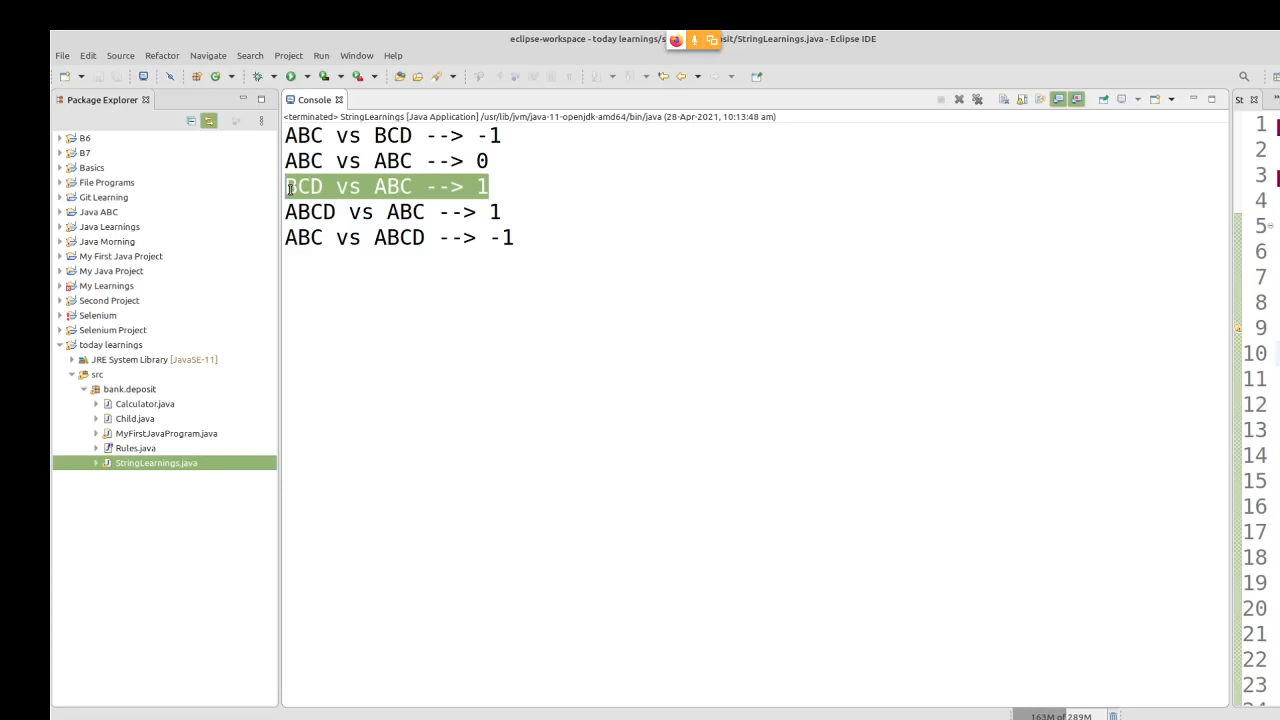 eclipse-workspace - today learnings/s sit/StringLearnings.java - Eclipse IDE
File Edit Source Refactor Navigate Search Project Run Window Help
Package Explorer
Console
St
<terminated> StringLearnings [Java Application] /usr/lib/jvm/java-11-openjdk-amd64/bin/java (28-Apr-2021, 10:13:48 am)
B6
B7
Basics
File Programs
Git Learning
Java ABC
Java Learnings
Java Morning
My First Java Project
My Java Project
My Learnings
Second Project
Selenium
Selenium Project
today learnings
JRE System Library [JavaSE-11]
src
bank.deposit
Calculator.java
Child.java
MyFirstJavaProgram.java
Rules.java
StringLearnings.java
ABC vs BCD --> -1
ABC vs ABC --> 0
BCD vs ABC --> 1
ABCD vs ABC --> 1
ABC vs ABCD --> -1
1
2
3
4
5
6
7
8
9
10
11
12
13
14
15
16
17
18
19
20
21
22
23
163M of 289M